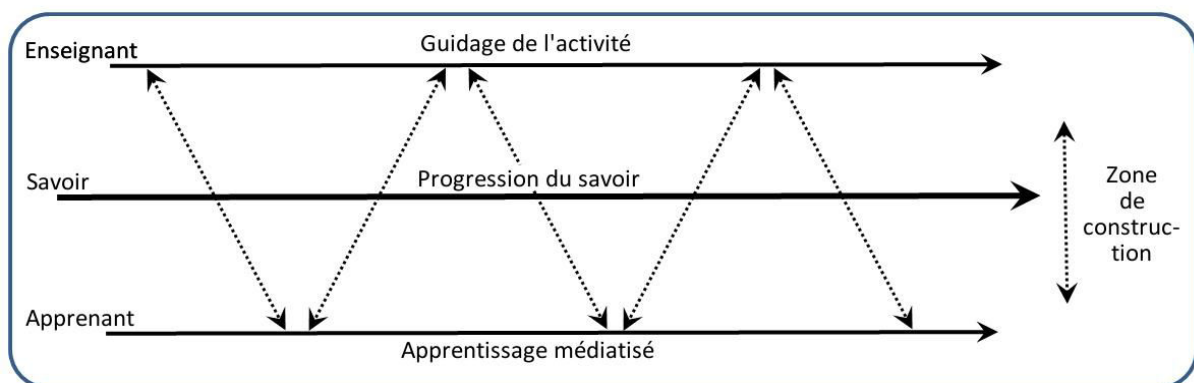 Enseignant
Guidage de l'activité
Savoir
Progression du savoir
Zone
de
construc-
tion
Apprenant
Apprentissage médiatisé